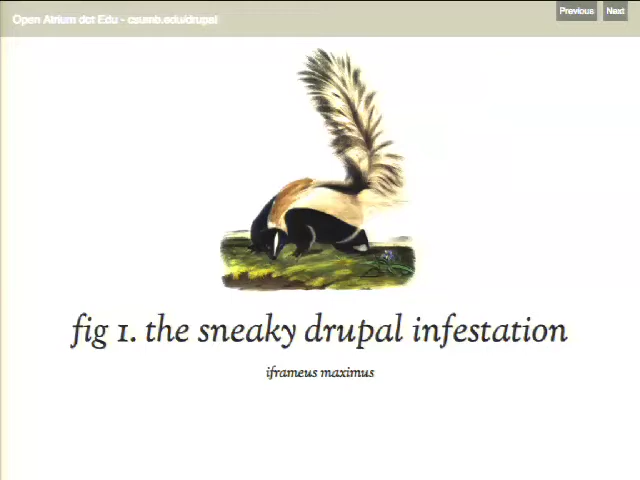 Open Atrium dot Edu - csumb.edu/drupal
Previous Next
fig 1. the sneaky drupal infestation
iframeus maximus